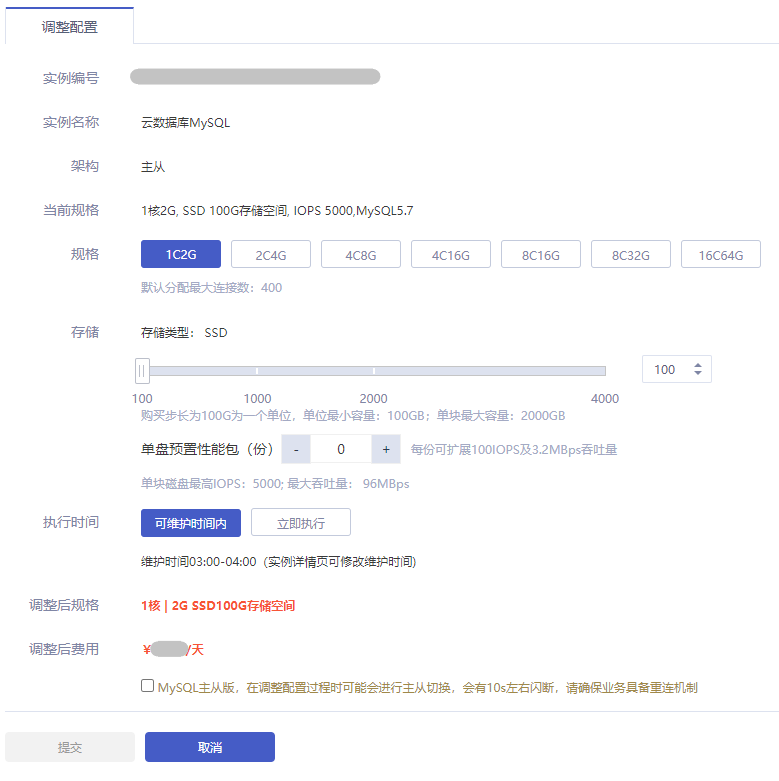 调整配置
实例编号
实例名称 云数据库MySQL
架构 主从
当前规格 1核2G, SSD 100G存储空间, IOPS 5000,MySQL5.7
规格 1C2G 2C4G 4C8G 4C16G 8C16G 8C32G 16C64G
默认分配最大连接数：400
存储 存储类型： SSD
100
100 1000 2000 4000
购买步长为100G为一个单位，单位最小容量：100GB；单块最大容量：2000GB
单盘预置性能包（份） - 0 + 每份可扩展100IOPS及3.2MBps吞吐量
单块磁盘最高IOPS：5000; 最大吞吐量： 96MBps
执行时间 可维护时间内 立即执行
维护时间03:00-04:00（实例详情页可修改维护时间)
调整后规格 1核 | 2G SSD100G存储空间
调整后费用 ¥ /天
MySQL主从版，在调整配置过程时可能会进行主从切换，会有10s左右闪断，请确保业务具备重连机制
提交 取消